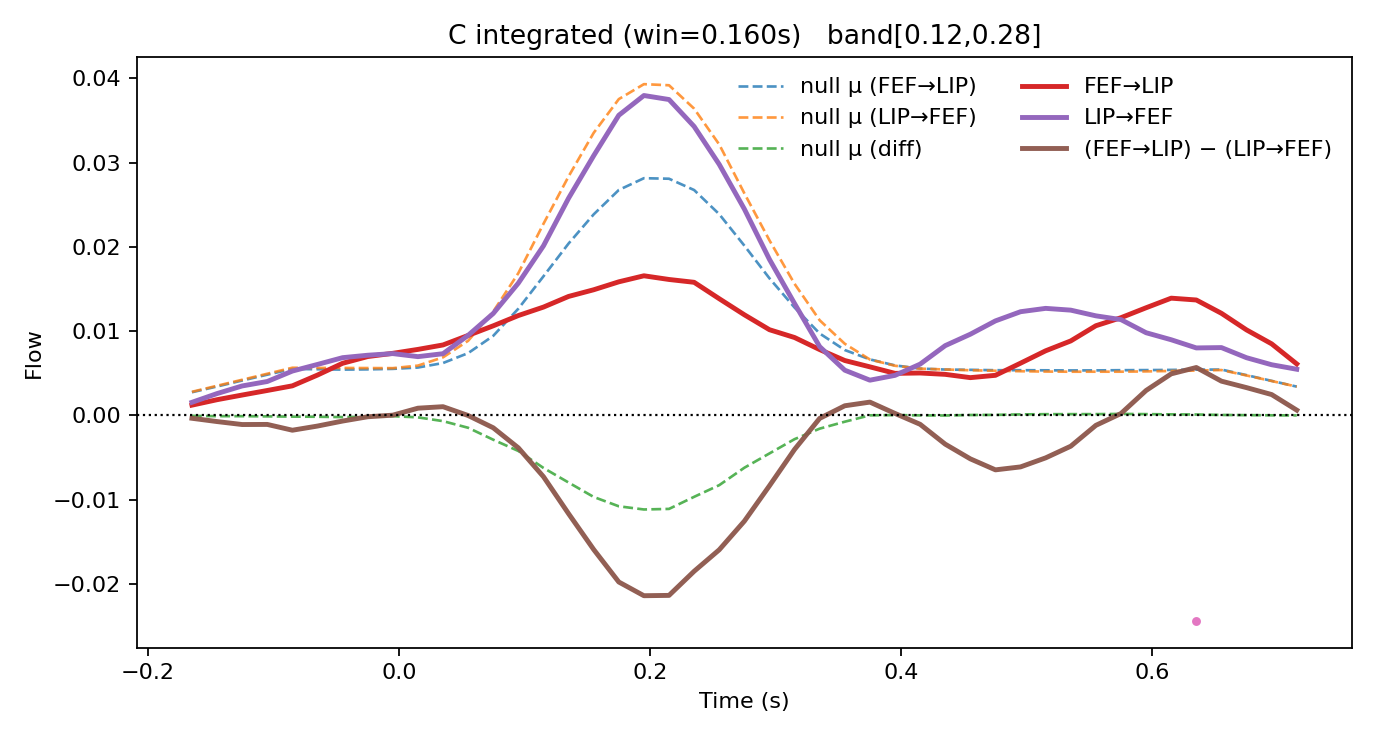 C integrated (win=0.160s)   band[0.12,0.28]
null μ (FEF→LIP)
null μ (LIP→FEF)
null μ (diff)
FEF→LIP
LIP→FEF
(FEF→LIP) − (LIP→FEF)
Flow
0.04
0.03
0.02
0.01
0.00
−0.01
−0.02
−0.2
0.0
0.2
0.4
0.6
Time (s)